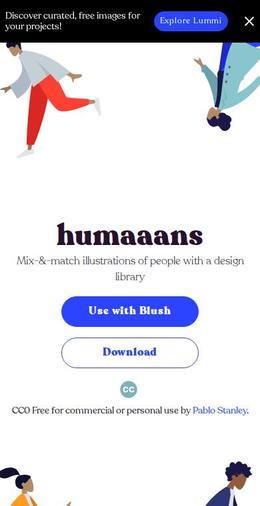 Discover curated, free images for
your projects!
Explore Lummi
humaaans
Mix-&-match illustrations of people with a design
library
Use with Blush
Download
CC
CC0 Free for commercial or personal use by Pablo Stanley.